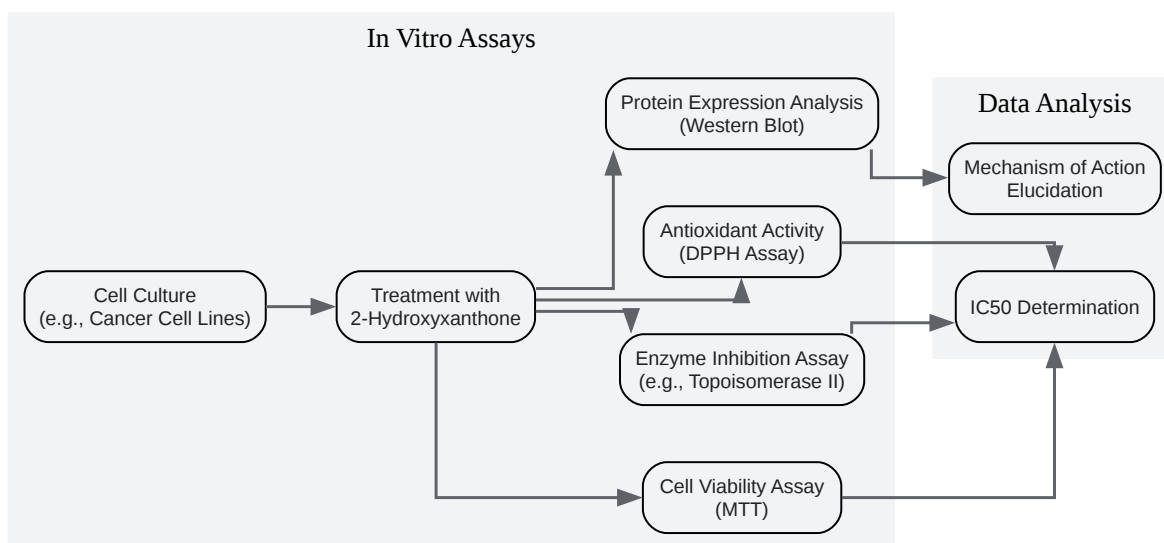 In Vitro Assays
Protein Expression Analysis
(Western Blot)
Data Analysis
Mechanism of Action
Elucidation
Antioxidant Activity
(DPPH Assay)
Cell Culture
(e.g., Cancer Cell Lines)
Treatment with
2-Hydroxyxanthone
IC50 Determination
Enzyme Inhibition Assay
(e.g., Topoisomerase II)
Cell Viability Assay
(MTT)